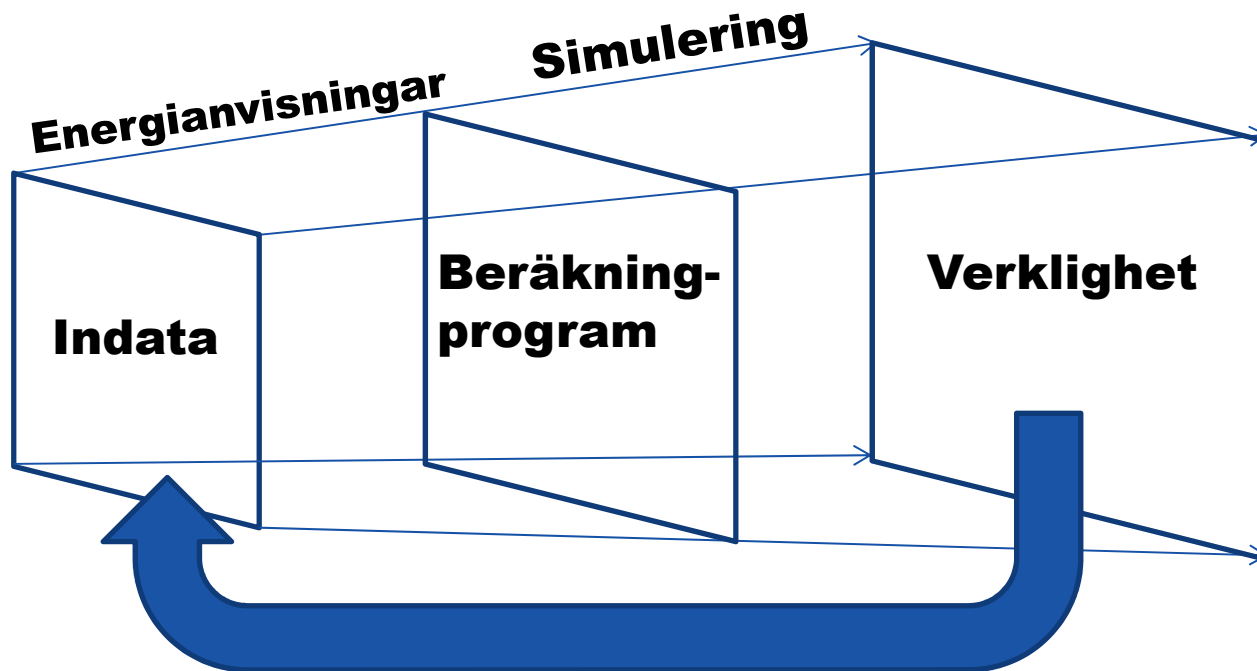 Energianvisningar
Simulering
Indata
Beräkning-
program
Verklighet